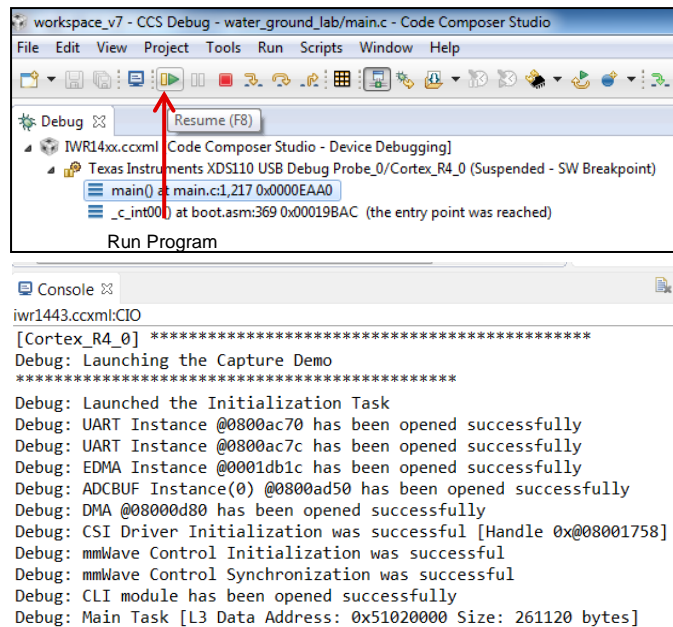 workspace_v7 - CCS Debug - water_ground_lab/main.c - Code Composer Studio
File Edit View Project Tools Run Scripts Window Help
Debug
Resume (F8)
IWR14xx.ccxml [Code Composer Studio - Device Debugging]
Texas Instruments XDS110 USB Debug Probe_0/Cortex_R4_0 (Suspended - SW Breakpoint)
main() at main.c:1,217 0x0000EAA0
_c_int00() at boot.asm:369 0x00019BAC (the entry point was reached)
Run Program
Console
iwr1443.ccxml:CIO
[Cortex_R4_0] **********************************************
Debug: Launching the Capture Demo
**********************************************
Debug: Launched the Initialization Task
Debug: UART Instance @0800ac70 has been opened successfully
Debug: UART Instance @0800ac7c has been opened successfully
Debug: EDMA Instance @0001db1c has been opened successfully
Debug: ADCBUF Instance(0) @0800ad50 has been opened successfully
Debug: DMA @08000d80 has been opened successfully
Debug: CSI Driver Initialization was successful [Handle 0x@08001758]
Debug: mmWave Control Initialization was successful
Debug: mmWave Control Synchronization was successful
Debug: CLI module has been opened successfully
Debug: Main Task [L3 Data Address: 0x51020000 Size: 261120 bytes]